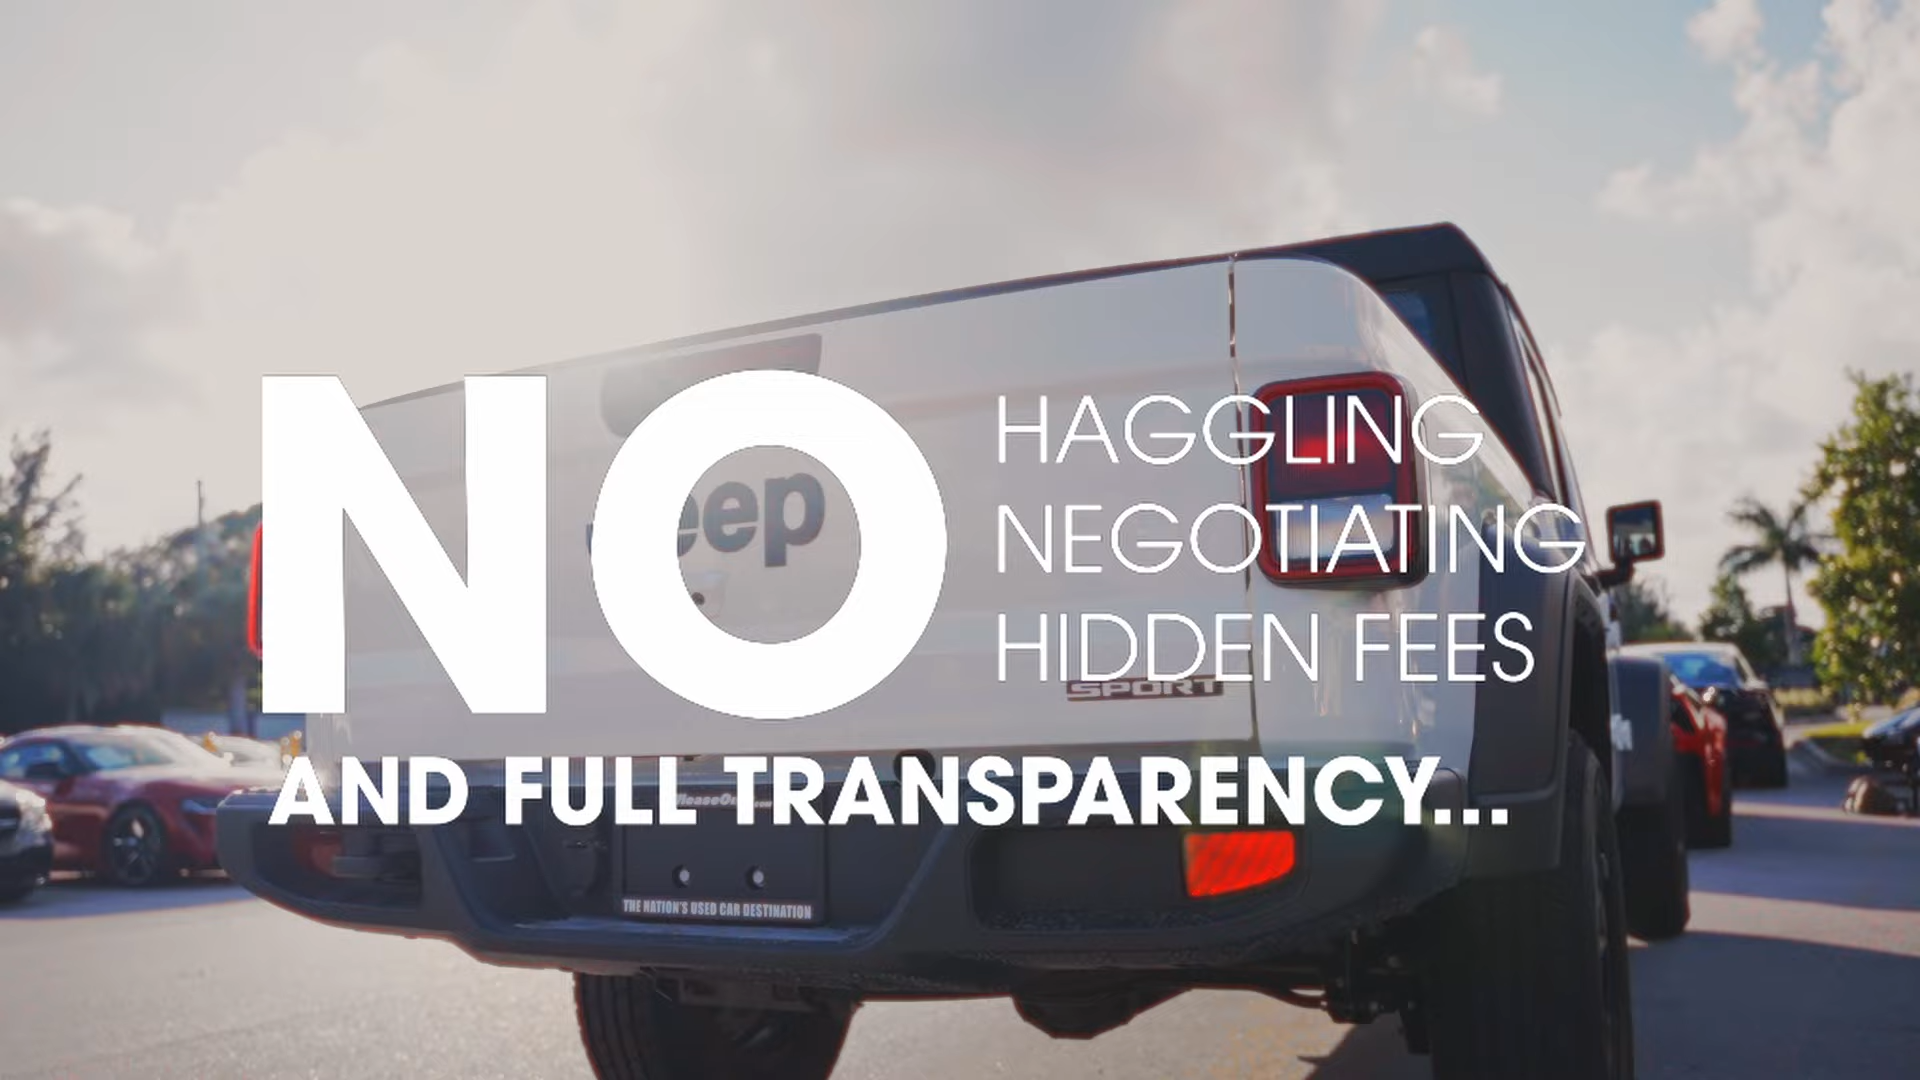 NO
HAGGLING
NEGOTIATING
HIDDEN FEES
AND FULL TRANSPARENCY...
eep
SPORT
THE NATION'S USED CAR DESTINATION